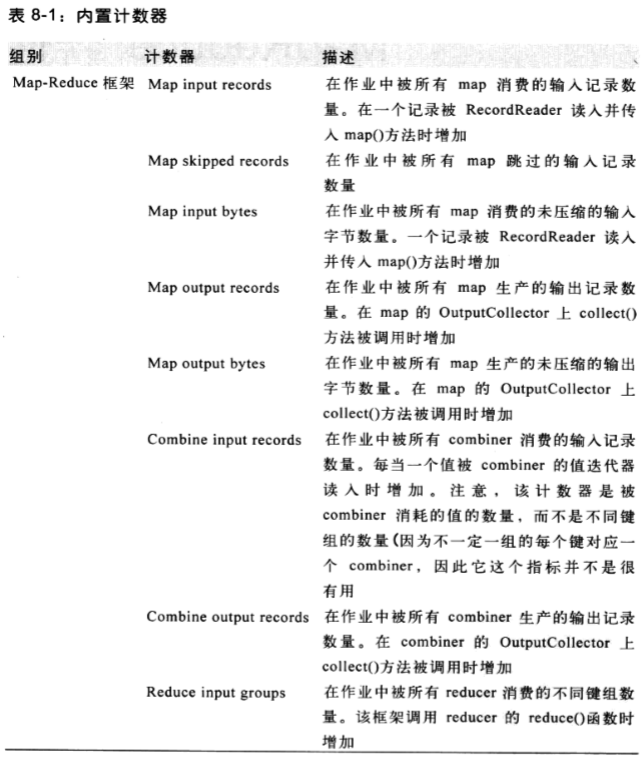 表 8-1：内置计数器
组别 计数器 描述
Map-Reduce 框架 Map input records 在作业中被所有 map 消费的输入记录数
量。在一个记录被 RecordReader 读入并传
入 map()方法时增加
Map skipped records 在作业中被所有 map 跳过的输入记录
数量
Map input bytes 在作业中被所有 map 消费的未压缩的输入
字节数量。一个记录被 RecordReader 读入
并传入 map()方法时增加
Map output records 在作业中被所有 map 生产的输出记录数
量。在 map 的 OutputCollector 上 collect()
方法被调用时增加
Map output bytes 在作业中被所有 map 生产的未压缩的输出
字节数量。在 map 的 OutputCollector 上
collect()方法被调用时增加
Combine input records 在作业中被所有 combiner 消费的输入记录
数量。每当一个值被 combiner 的值迭代器
读入时增加。注意，该计数器是被
combiner 消耗的值的数量，而不是不同键
组的数量(因为不一定一组的每个键对应一
个 combiner，因此它这个指标并不是很
有用
Combine output records 在作业中被所有 combiner 生产的输出记录
数量。在 combiner 的 OutputCollector 上
collect()方法被调用时增加
Reduce input groups 在作业中被所有 reducer 消费的不同键组数
量。该框架调用 reducer 的 reduce()函数时
增加